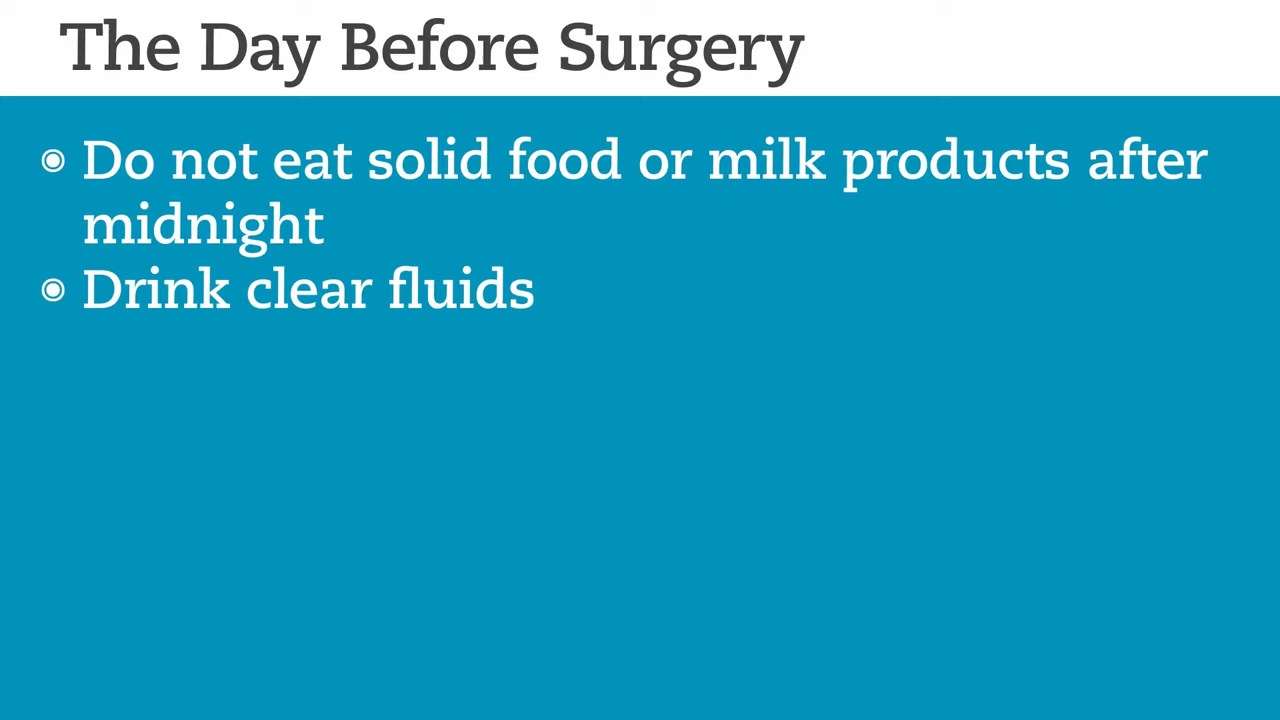 The Day Before Surgery
◉ Do not eat solid food or milk products after
midnight
◉ Drink clear fluids